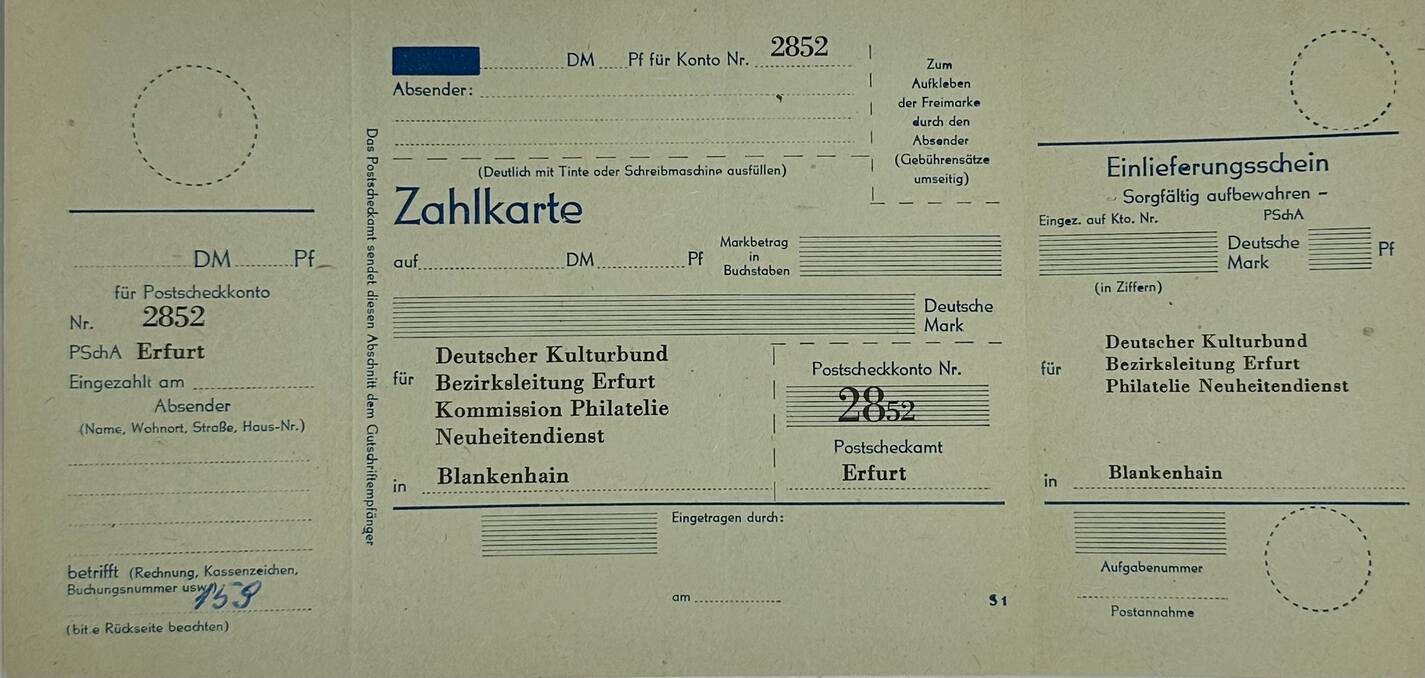 DM Pf
für Postscheckkonto
Nr. 2852
PSchA Erfurt
Eingezahlt am
Absender
(Name, Wohnort, Straße, Haus-Nr.)
betrifft (Rechnung, Kassenzeichen,
Buchungsnummer usw.)
159
(bit.e Rückseite beachten)
Das Postscheckamt sendet diesen Abschnitt dem Gutschriftempfänger
DM Pf für Konto Nr. 2852
Absender:
(Deutlich mit Tinte oder Schreibmaschine ausfüllen)
Zum
Aufkleben
der Freimarke
durch den
Absender
(Gebührensätze
umseitig)
Zahlkarte
auf DM Pf
Markbetrag
in
Buchstaben
Deutsche
Mark
für
Deutscher Kulturbund
Bezirksleitung Erfurt
Kommission Philatelie
Neuheitendienst
in Blankenhain
Postscheckkonto Nr.
2852
Postscheckamt
Erfurt
Eingetragen durch:
am
S 1
Einlieferungsschein
- Sorgfältig aufbewahren -
Eingez. auf Kto. Nr. PSchA
Deutsche
Mark
Pf
(in Ziffern)
für
Deutscher Kulturbund
Bezirksleitung Erfurt
Philatelie Neuheitendienst
in Blankenhain
Aufgabenummer
Postannahme